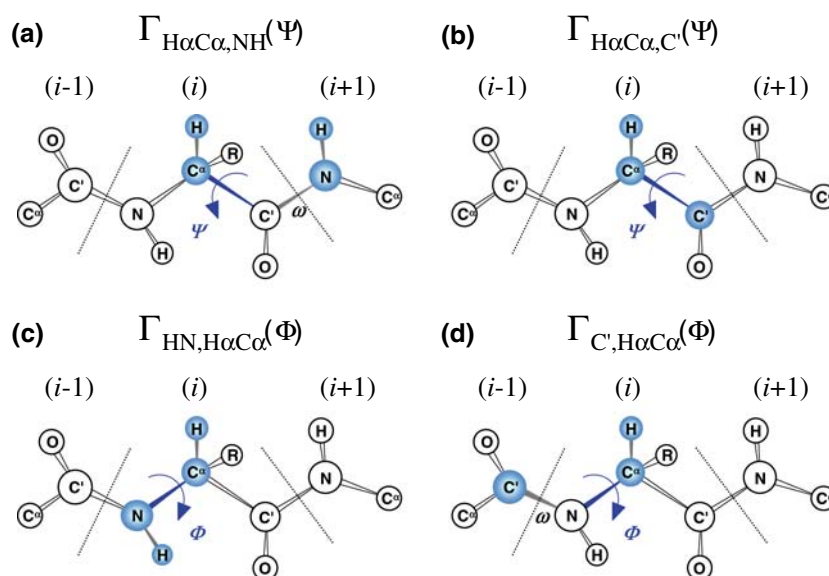 (a) ΓHαCα,NH(Ψ)
(i-1) (i) (i+1)
O H R H
Cα C' N Cα C' N Cα
H Ψ O ω
(b) ΓHαCα,C'(Ψ)
(i-1) (i) (i+1)
O H R H
Cα C' N Cα C' N Cα
H Ψ O
(c) ΓHN,HαCα(Φ)
(i-1) (i) (i+1)
O H R H
Cα C' N Cα C' N Cα
H Φ O
(d) ΓC',HαCα(Φ)
(i-1) (i) (i+1)
O H R H
Cα C' ω N Cα C' N Cα
H Φ O